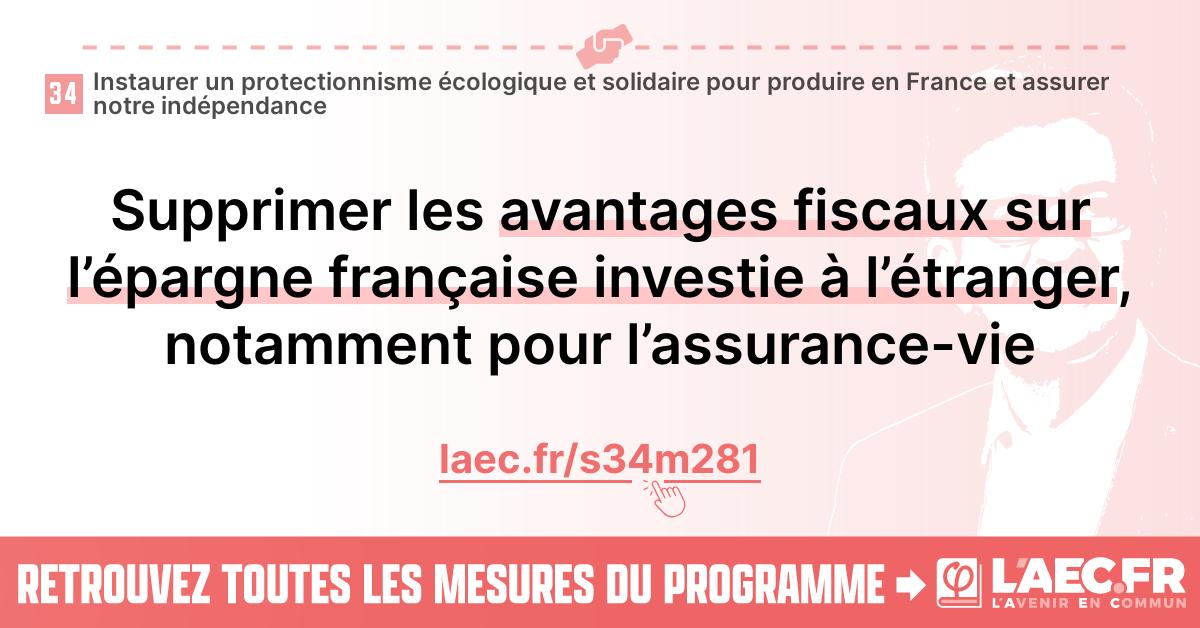 34
Instaurer un protectionnisme écologique et solidaire pour produire en France et assurer
notre indépendance
Supprimer les avantages fiscaux sur
l’épargne française investie à l’étranger,
notamment pour l’assurance-vie
laec.fr/s34m281
RETROUVEZ TOUTES LES MESURES DU PROGRAMME
φ
L'AEC.FR
L'AVENIR EN COMMUN